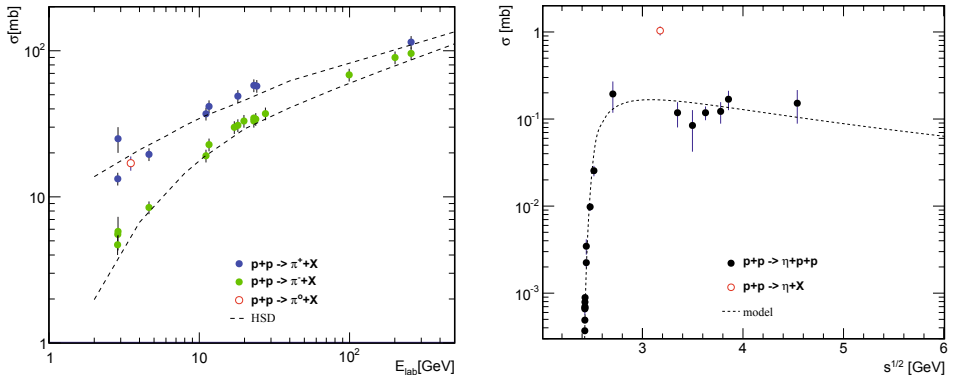 σ[mb]
10²
10
1
1
10
10²
E_lab[GeV]
p+p -> π⁺+X
p+p -> π⁻+X
p+p -> π⁰+X
HSD
σ [mb]
1
10⁻¹
10⁻²
10⁻³
3
4
5
6
s^1/2 [GeV]
p+p -> η+p+p
p+p -> η+X
model